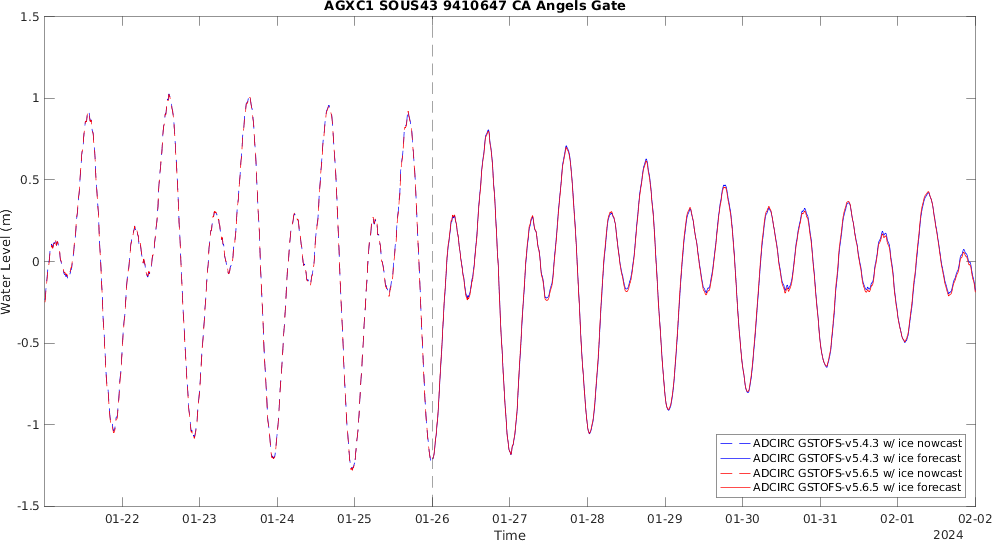 AGXC1 SOUS43 9410647 CA Angels Gate
1.5
1
0.5
0
-0.5
-1
-1.5
Water Level (m)
01-22 01-23 01-24 01-25 01-26 01-27 01-28 01-29 01-30 01-31 02-01 02-02
Time
2024
ADCIRC GSTOFS-v5.4.3 w/ ice nowcast
ADCIRC GSTOFS-v5.4.3 w/ ice forecast
ADCIRC GSTOFS-v5.6.5 w/ ice nowcast
ADCIRC GSTOFS-v5.6.5 w/ ice forecast